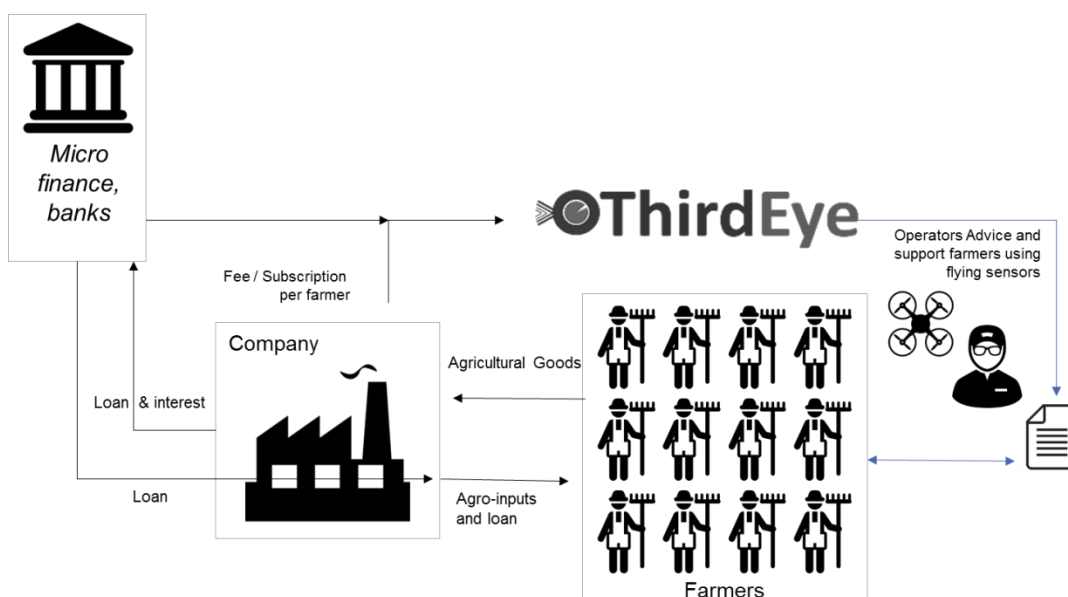 Micro
finance,
banks
ThirdEye
Operators Advice and
support farmers using
flying sensors
Fee / Subscription
per farmer
Company
Agricultural Goods
Loan & interest
Loan
Agro-inputs
and loan
Farmers